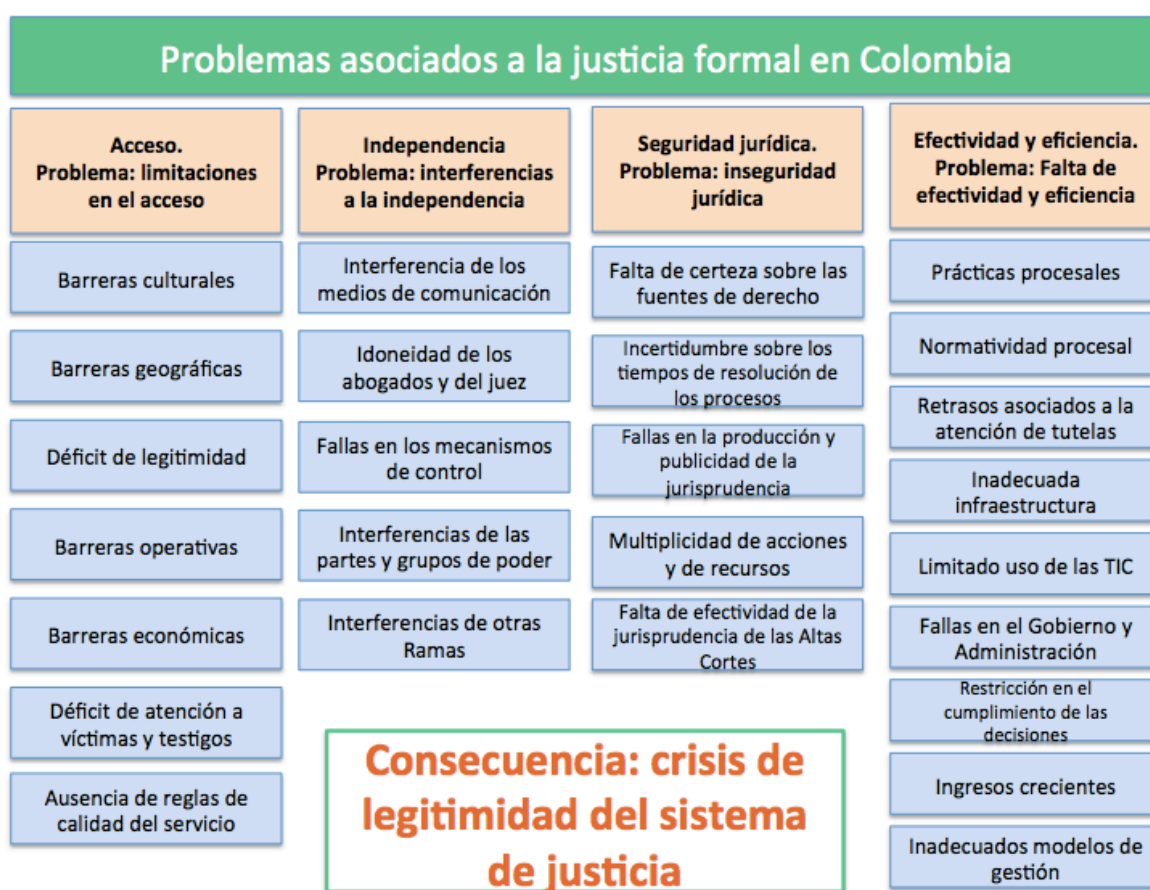 Problemas asociados a la justicia formal en Colombia
Acceso.
Problema: limitaciones
en el acceso
Barreras culturales
Barreras geográficas
Déficit de legitimidad
Barreras operativas
Barreras económicas
Déficit de atención a
víctimas y testigos
Ausencia de reglas de
calidad del servicio
Independencia
Problema: interferencias
a la independencia
Interferencia de los
medios de comunicación
Idoneidad de los
abogados y del juez
Fallas en los mecanismos
de control
Interferencias de las
partes y grupos de poder
Interferencias de otras
Ramas
Seguridad jurídica.
Problema: inseguridad
jurídica
Falta de certeza sobre las
fuentes de derecho
Incertidumbre sobre los
tiempos de resolución de
los procesos
Fallas en la producción y
publicidad de la
jurisprudencia
Multiplicidad de acciones
y de recursos
Falta de efectividad de la
jurisprudencia de las Altas
Cortes
Efectividad y eficiencia.
Problema: Falta de
efectividad y eficiencia
Prácticas procesales
Normatividad procesal
Retrasos asociados a la
atención de tutelas
Inadecuada
infraestructura
Limitado uso de las TIC
Fallas en el Gobierno y
Administración
Restricción en el
cumplimiento de las
decisiones
Ingresos crecientes
Inadecuados modelos de
gestión
Consecuencia: crisis de
legitimidad del sistema
de justicia